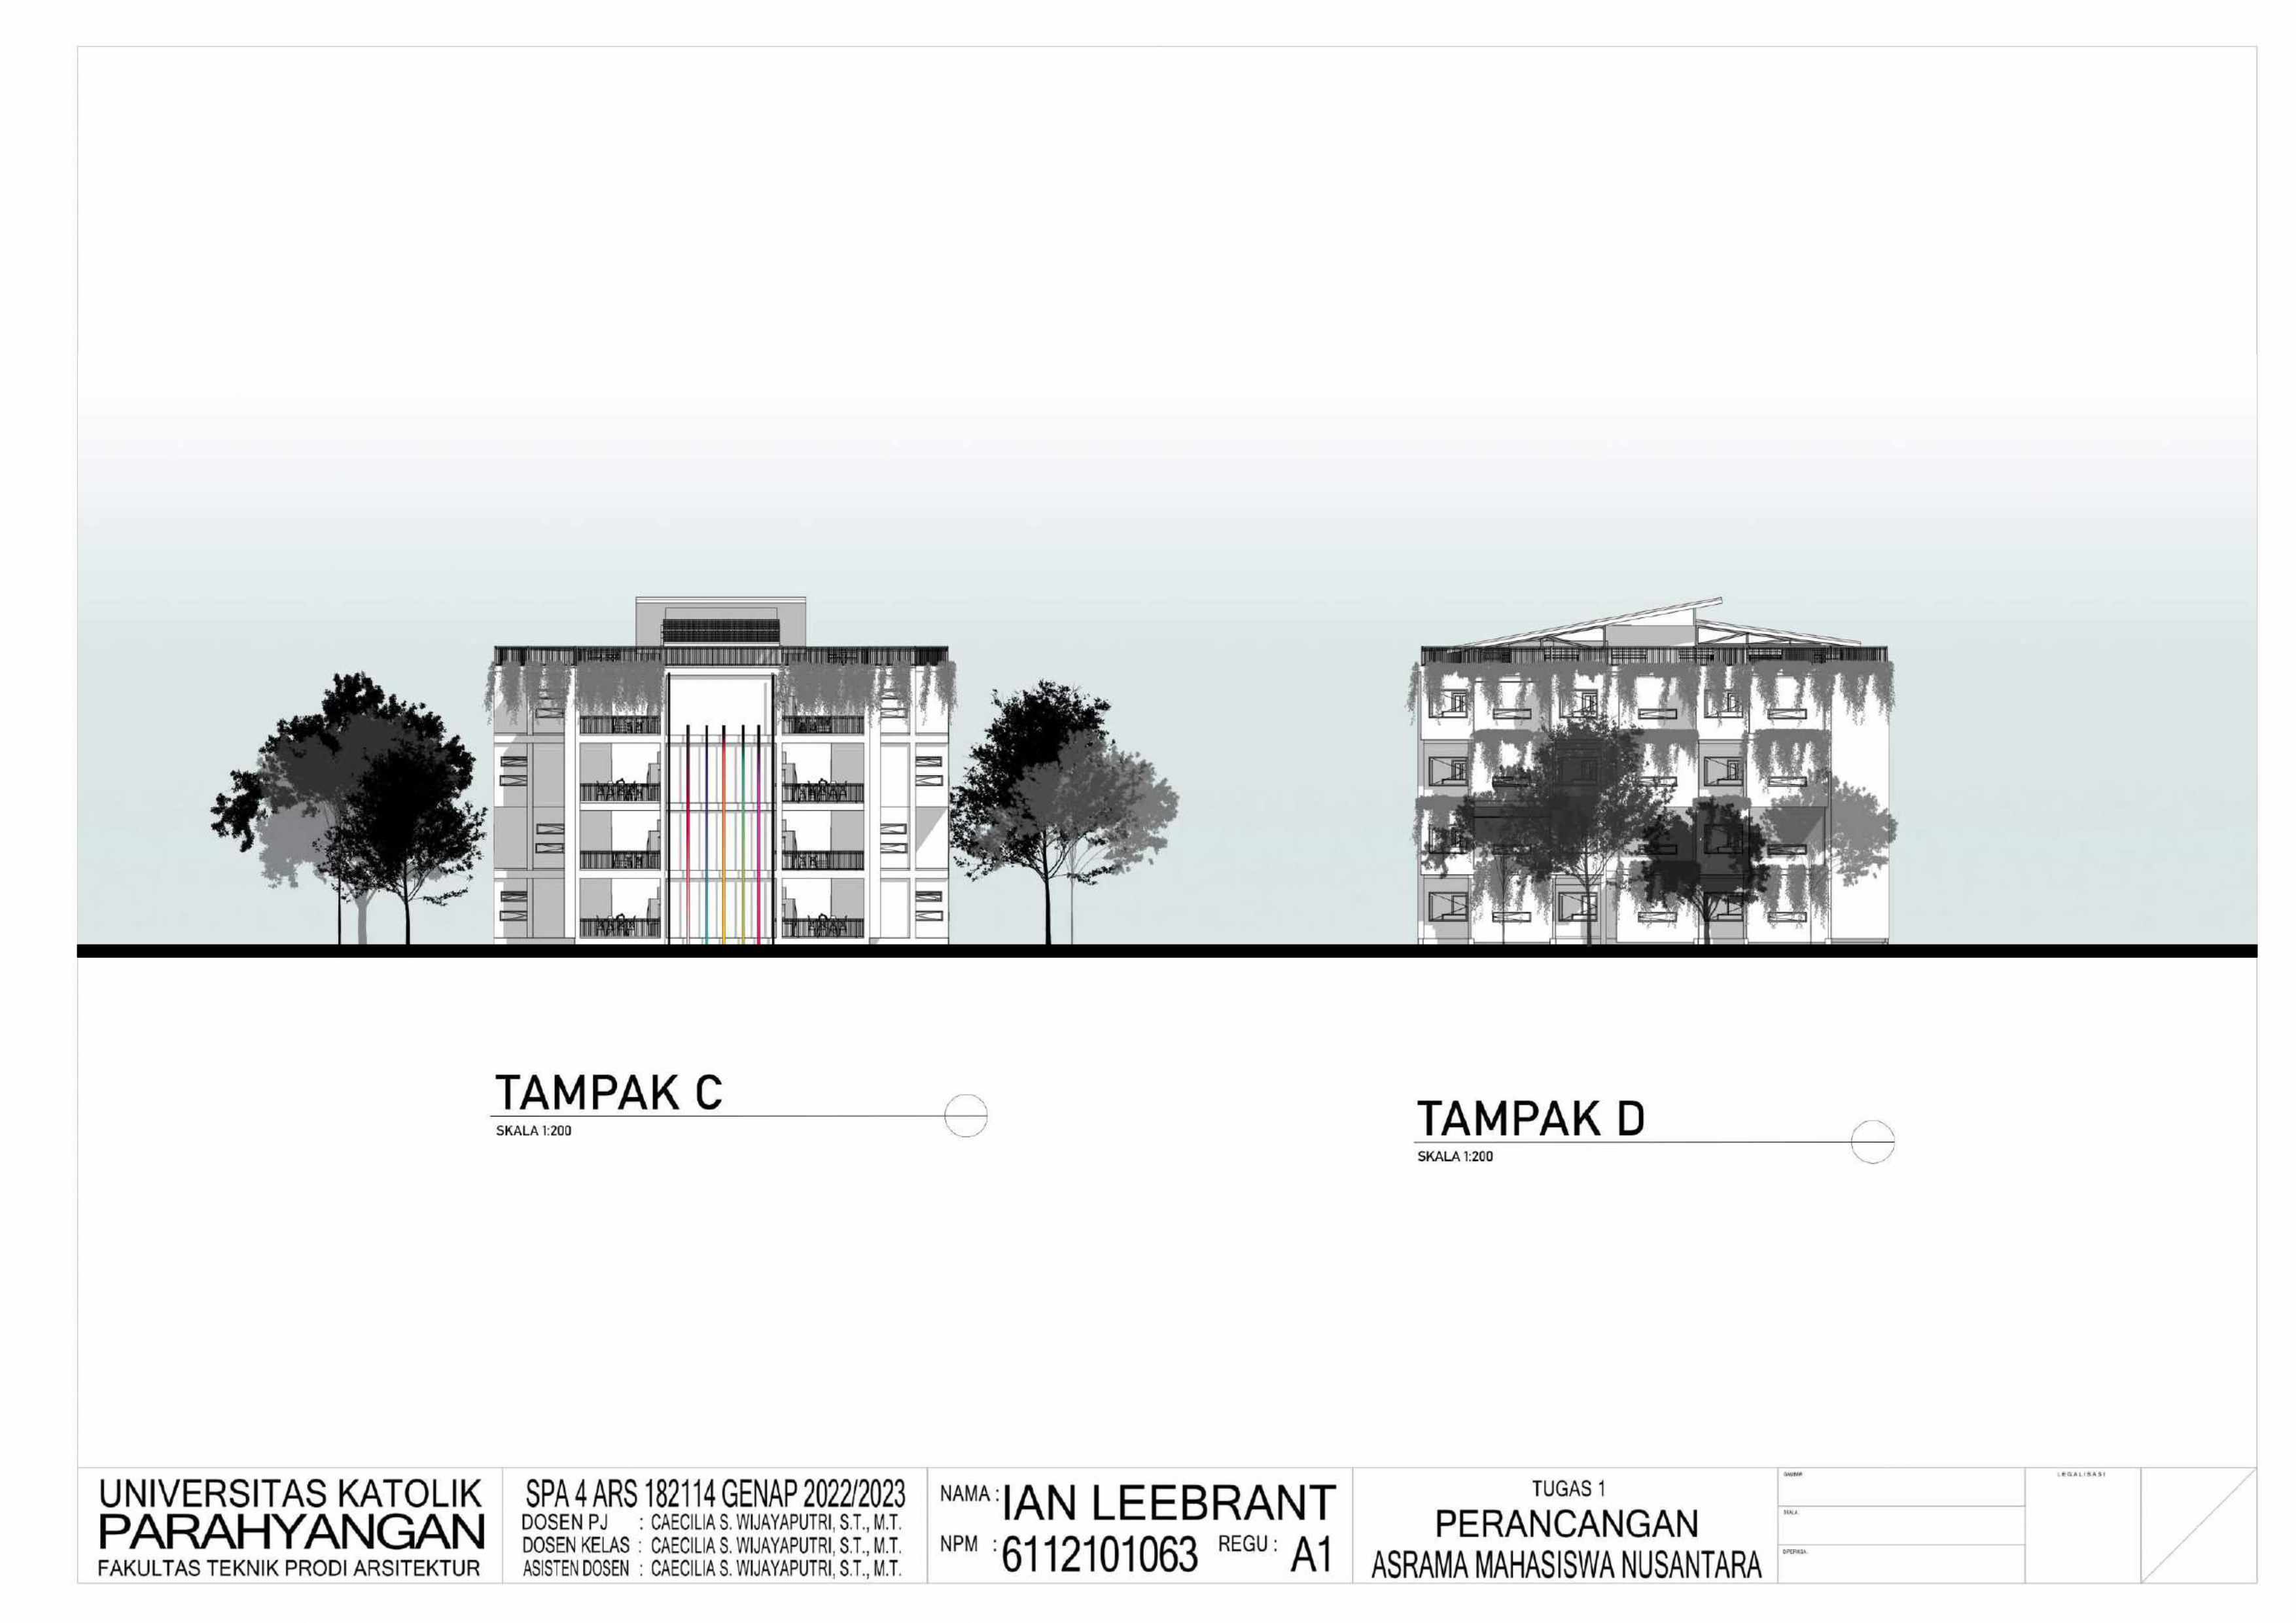 TAMPAK C
SKALA 1:200
TAMPAK D
SKALA 1:200
UNIVERSITAS KATOLIK
PARAHYANGAN
FAKULTAS TEKNIK PRODI ARSITEKTUR
SPA 4 ARS 182114 GENAP 2022/2023
DOSEN PJ : CAECILIA S. WIJAYAPUTRI, S.T., M.T.
DOSEN KELAS : CAECILIA S. WIJAYAPUTRI, S.T., M.T.
ASISTEN DOSEN : CAECILIA S. WIJAYAPUTRI, S.T., M.T.
NAMA : IAN LEEBRANT
NPM : 6112101063 REGU : A1
TUGAS 1
PERANCANGAN
ASRAMA MAHASISWA NUSANTARA
GAMBAR
SKALA
DIPERIKSA
LEGALISASI